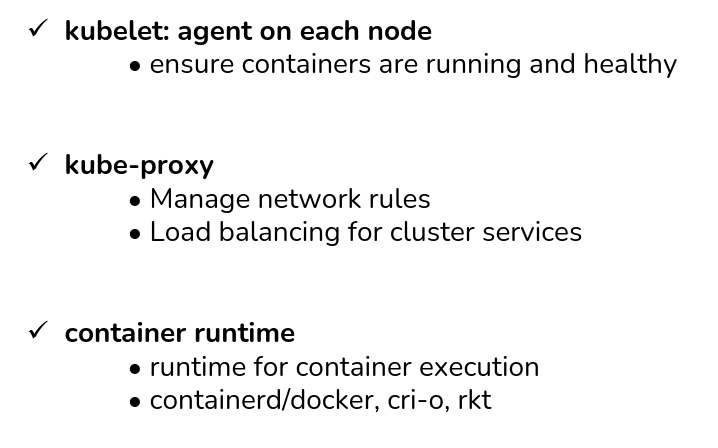 ✓ kubelet: agent on each node
• ensure containers are running and healthy
✓ kube-proxy
• Manage network rules
• Load balancing for cluster services
✓ container runtime
• runtime for container execution
• containerd/docker, cri-o, rkt